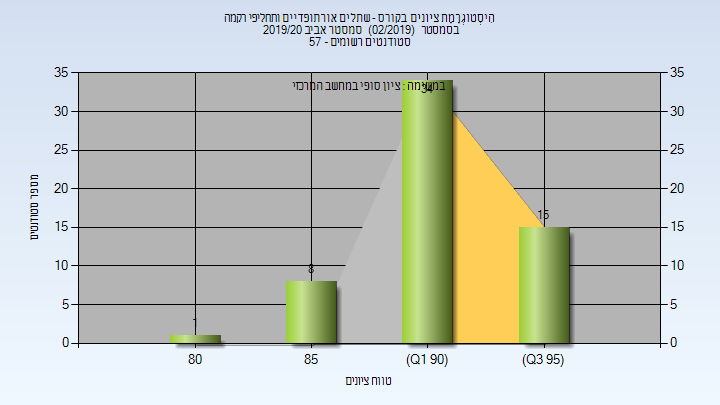 היסטוגרמת ציונים בקורס - שתלים אורתופדיים ותחליפי רקמה
בסמסטר (02/2019) סמסטר אביב 2019/20
סטודנטים רשומים - 57
במשימה : ציון סופי במחשב המרכזי
מספר סטודנטים
35
30
25
20
15
10
5
0
35
30
25
20
15
10
5
0
1
8
34
15
80
85
(Q1 90)
(Q3 95)
טווח ציונים